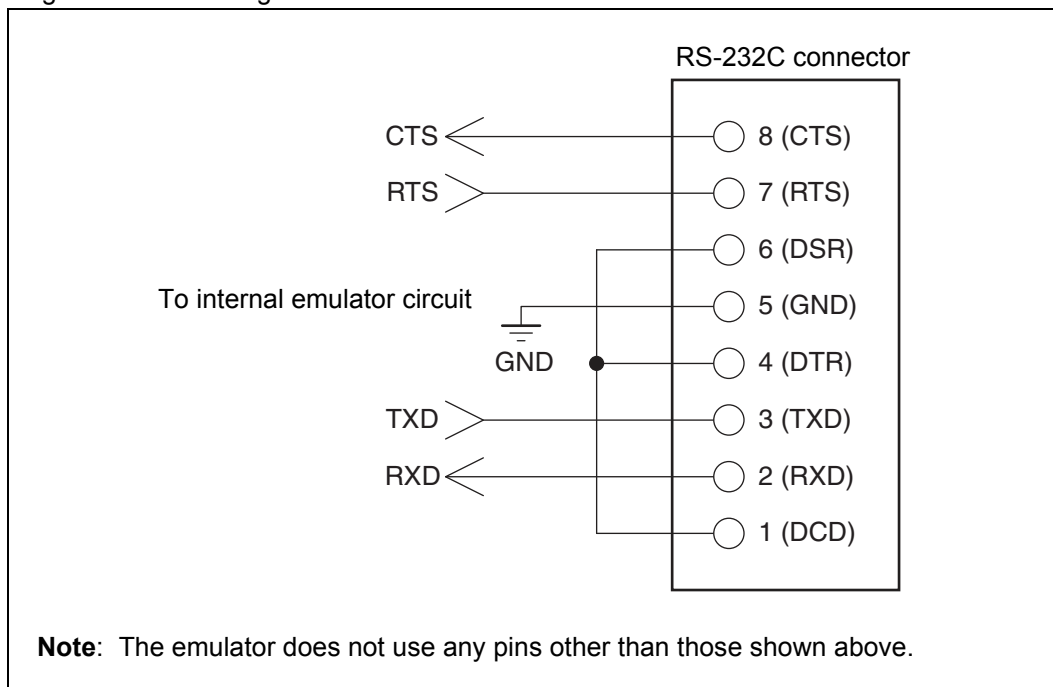 RS-232C connector
CTS 8 (CTS)
RTS 7 (RTS)
6 (DSR)
To internal emulator circuit 5 (GND)
GND 4 (DTR)
TXD 3 (TXD)
RXD 2 (RXD)
1 (DCD)
Note: The emulator does not use any pins other than those shown above.